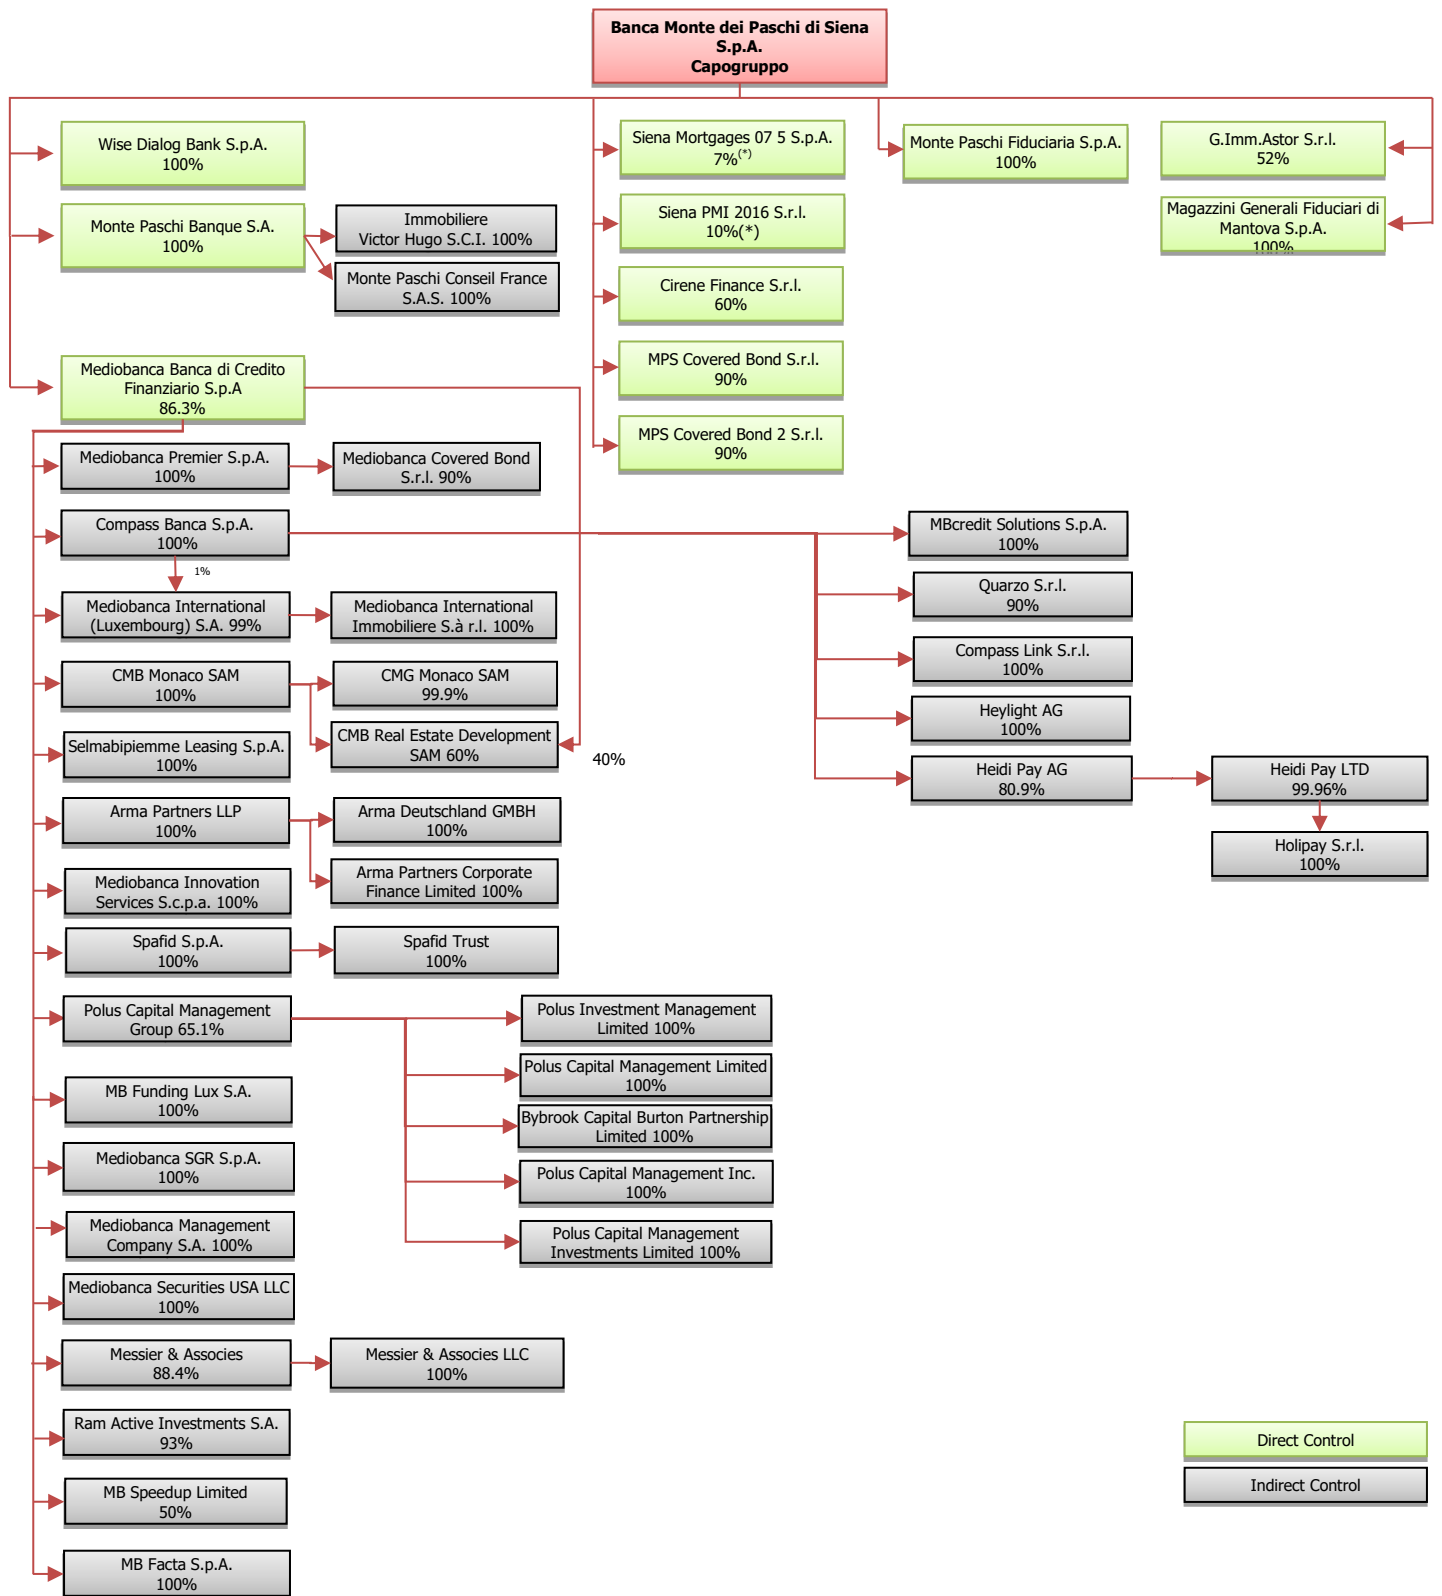 Banca Monte dei Paschi di Siena
S.p.A.
Capogruppo
Wise Dialog Bank S.p.A.
100%
Monte Paschi Banque S.A.
100%
Immobiliere
Victor Hugo S.C.I. 100%
Monte Paschi Conseil France
S.A.S. 100%
Mediobanca Banca di Credito
Finanziario S.p.A
86.3%
Siena Mortgages 07 5 S.p.A.
7%(*)
Siena PMI 2016 S.r.l.
10%(*)
Cirene Finance S.r.l.
60%
MPS Covered Bond S.r.l.
90%
MPS Covered Bond 2 S.r.l.
90%
Monte Paschi Fiduciaria S.p.A.
100%
G.Imm.Astor S.r.l.
52%
Magazzini Generali Fiduciari di
Mantova S.p.A.
100%
Mediobanca Premier S.p.A.
100%
Mediobanca Covered Bond
S.r.l. 90%
Compass Banca S.p.A.
100%
1%
Mediobanca International
(Luxembourg) S.A. 99%
Mediobanca International
Immobiliere S.à r.l. 100%
CMB Monaco SAM
100%
CMG Monaco SAM
99.9%
CMB Real Estate Development
SAM 60%
40%
Selmabipiemme Leasing S.p.A.
100%
Arma Partners LLP
100%
Arma Deutschland GMBH
100%
Arma Partners Corporate
Finance Limited 100%
Mediobanca Innovation
Services S.c.p.a. 100%
Spafid S.p.A.
100%
Spafid Trust
100%
MBcredit Solutions S.p.A.
100%
Quarzo S.r.l.
90%
Compass Link S.r.l.
100%
Heylight AG
100%
Heidi Pay AG
80.9%
Heidi Pay LTD
99.96%
Holipay S.r.l.
100%
Polus Capital Management
Group 65.1%
Polus Investment Management
Limited 100%
Polus Capital Management Limited
100%
Bybrook Capital Burton Partnership
Limited 100%
Polus Capital Management Inc.
100%
Polus Capital Management
Investments Limited 100%
MB Funding Lux S.A.
100%
Mediobanca SGR S.p.A.
100%
Mediobanca Management
Company S.A. 100%
Mediobanca Securities USA LLC
100%
Messier & Associes
88.4%
Messier & Associes LLC
100%
Ram Active Investments S.A.
93%
MB Speedup Limited
50%
MB Facta S.p.A.
100%
Direct Control
Indirect Control